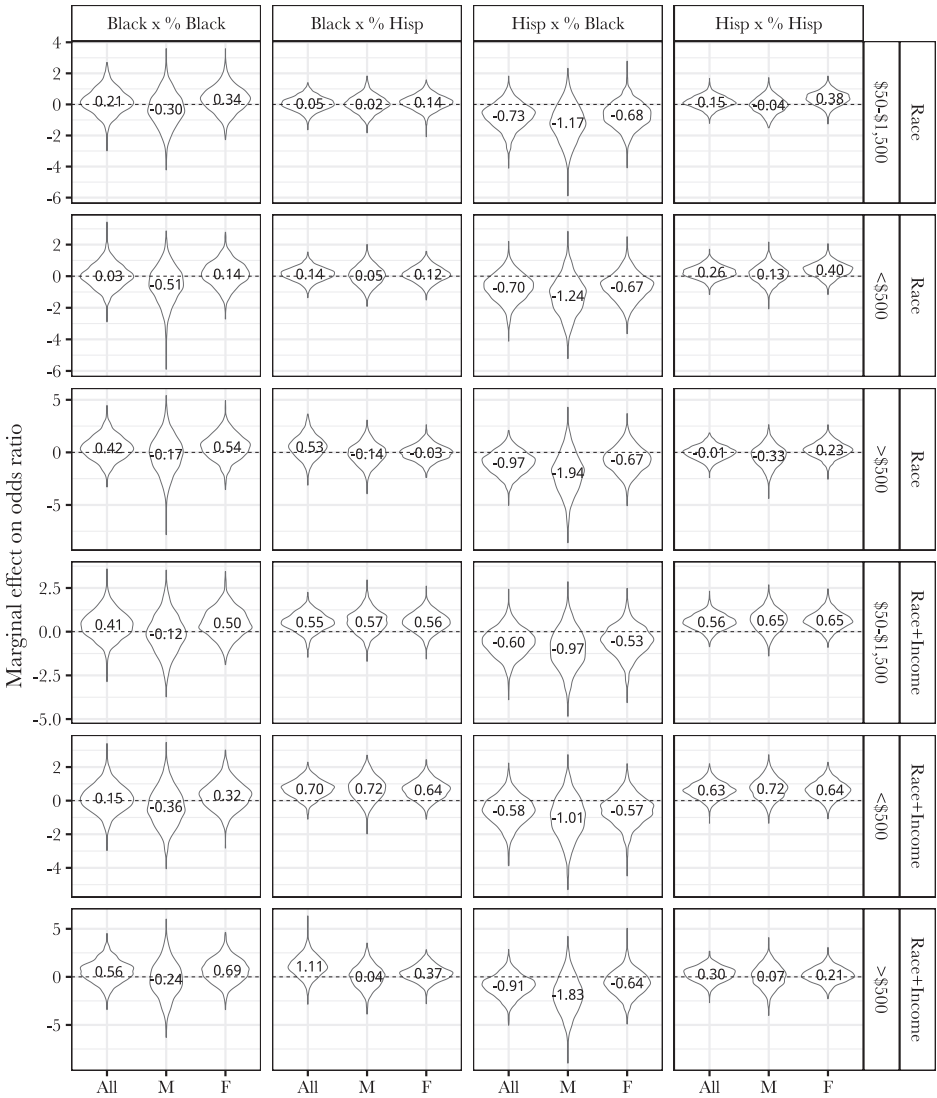 Black x % Black Black x % Hisp Hisp x % Black Hisp x % Hisp
Marginal effect on odds ratio
4
2
0
-2
-4
-6
0.21 -0.30 0.34 0.05 0.02 0.14 -0.73 -1.17 -0.68 0.15 -0.04 0.38
$50-$1,500
Race
2
0
-2
-4
-6
0.03 -0.51 0.14 0.14 0.05 0.12 -0.70 -1.24 -0.67 0.26 0.13 0.40
<$500
Race
5
0
-5
0.42 -0.17 0.54 0.53 -0.14 -0.03 -0.97 -1.94 -0.67 -0.01 -0.33 0.23
>$500
Race
2.5
0.0
-2.5
-5.0
0.41 -0.12 0.50 0.55 0.57 0.56 -0.60 -0.97 -0.53 0.56 0.65 0.65
$50-$1,500
Race+Income
2
0
-2
-4
0.15 -0.36 0.32 0.70 0.72 0.64 -0.58 -1.01 -0.57 0.63 0.72 0.64
<$500
Race+Income
5
0
-5
0.56 -0.24 0.69 1.11 0.04 0.37 -0.91 -1.83 -0.64 0.30 0.07 0.21
>$500
Race+Income
All M F All M F All M F All M F